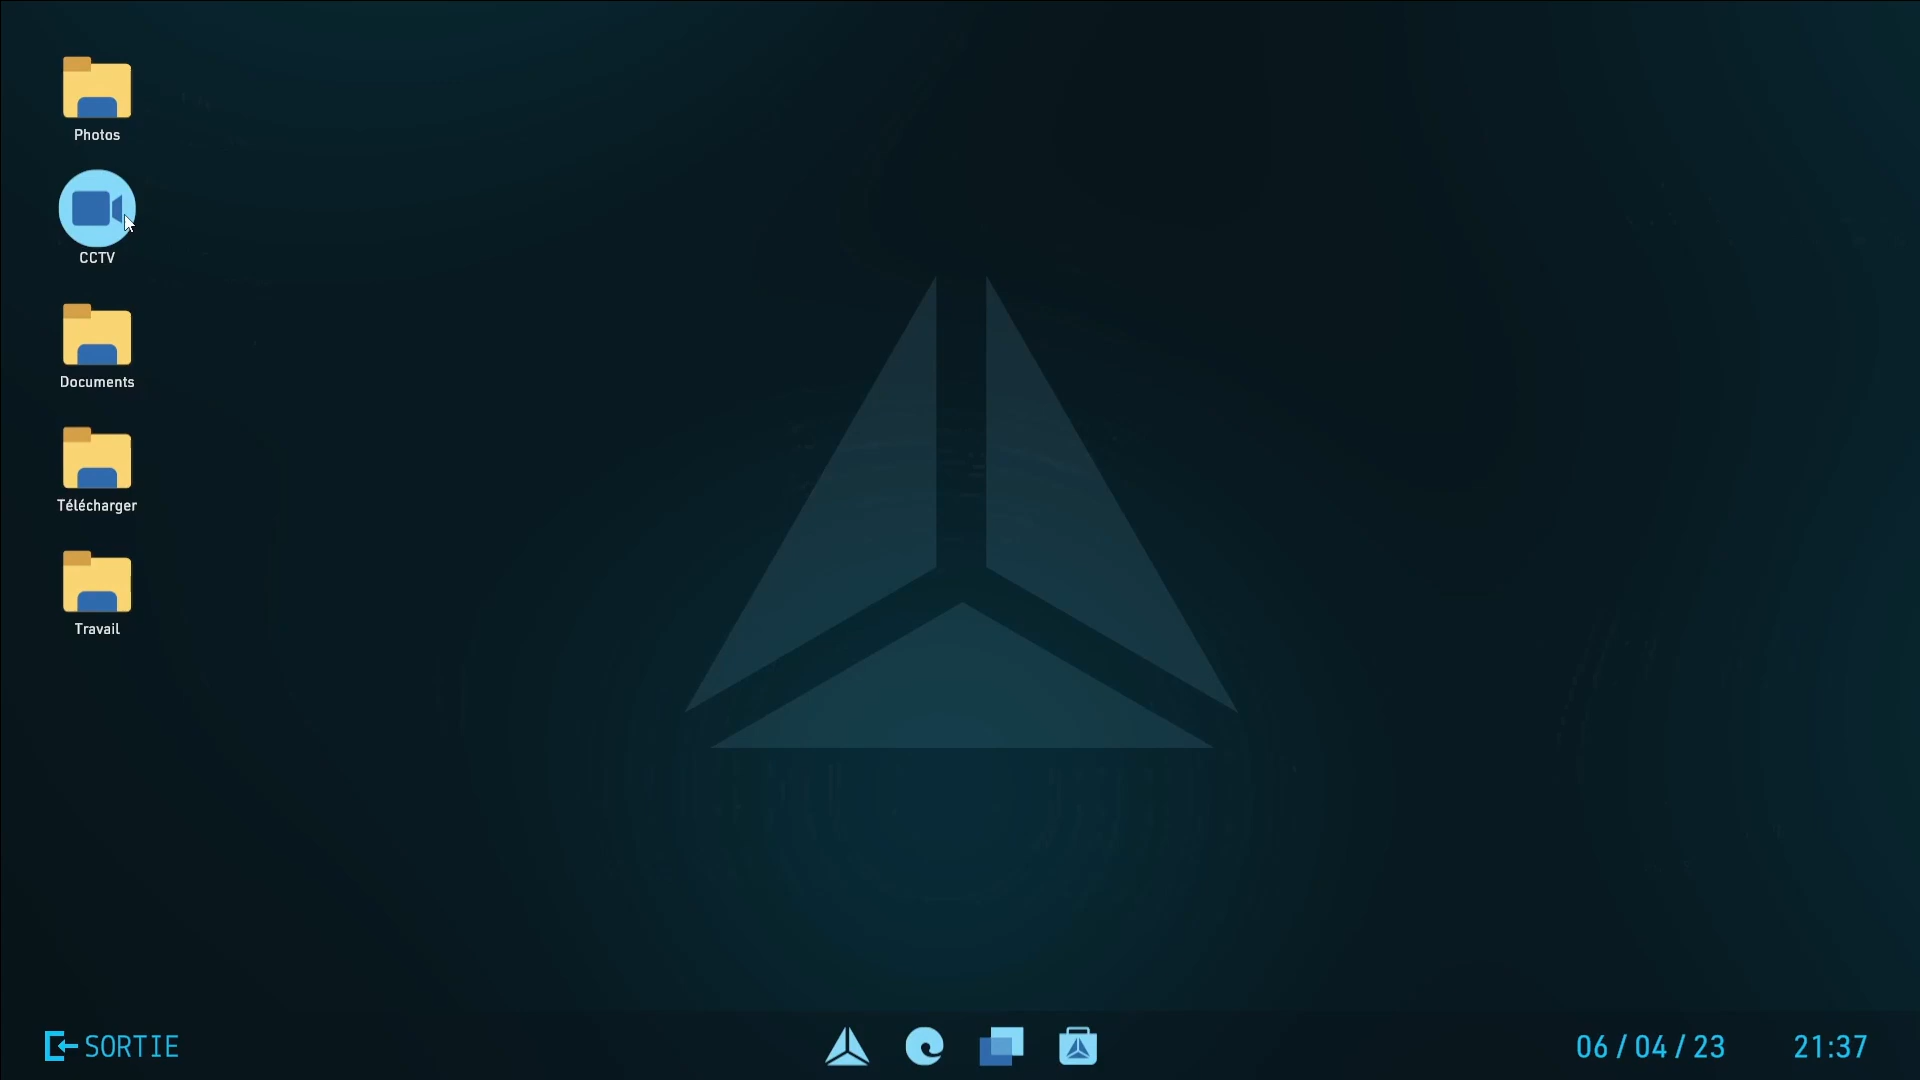 Photos
CCTV
Documents
Télécharger
Travail
SORTIE
06 / 04 / 23
21:37